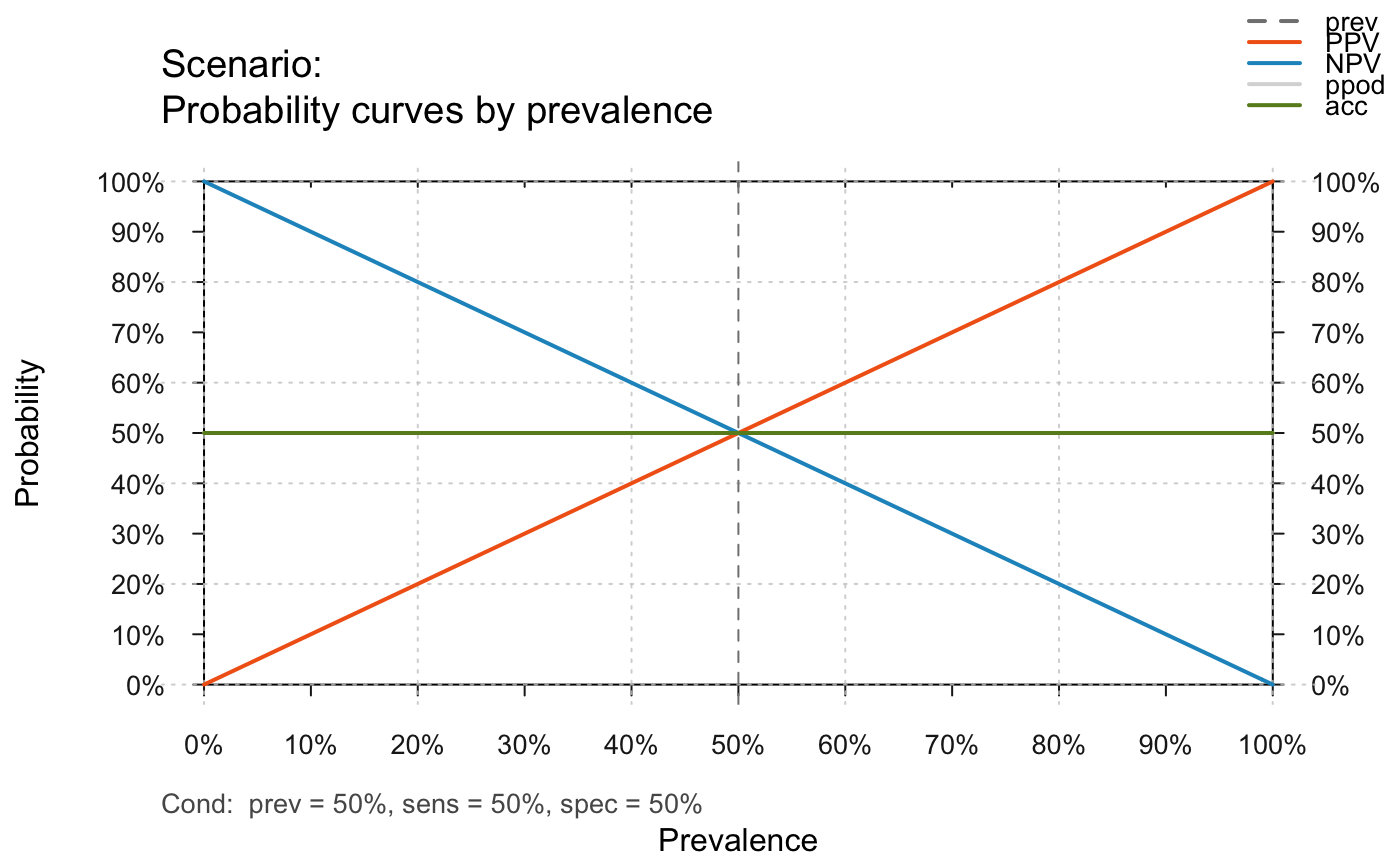 prev
PPV
NPV
ppod
acc
Scenario:
Probability curves by prevalence
100%
90%
80%
70%
60%
50%
40%
30%
20%
10%
0%
Probability
100%
90%
80%
70%
60%
50%
40%
30%
20%
10%
0%
0% 10% 20% 30% 40% 50% 60% 70% 80% 90% 100%
Cond: prev = 50%, sens = 50%, spec = 50%
Prevalence